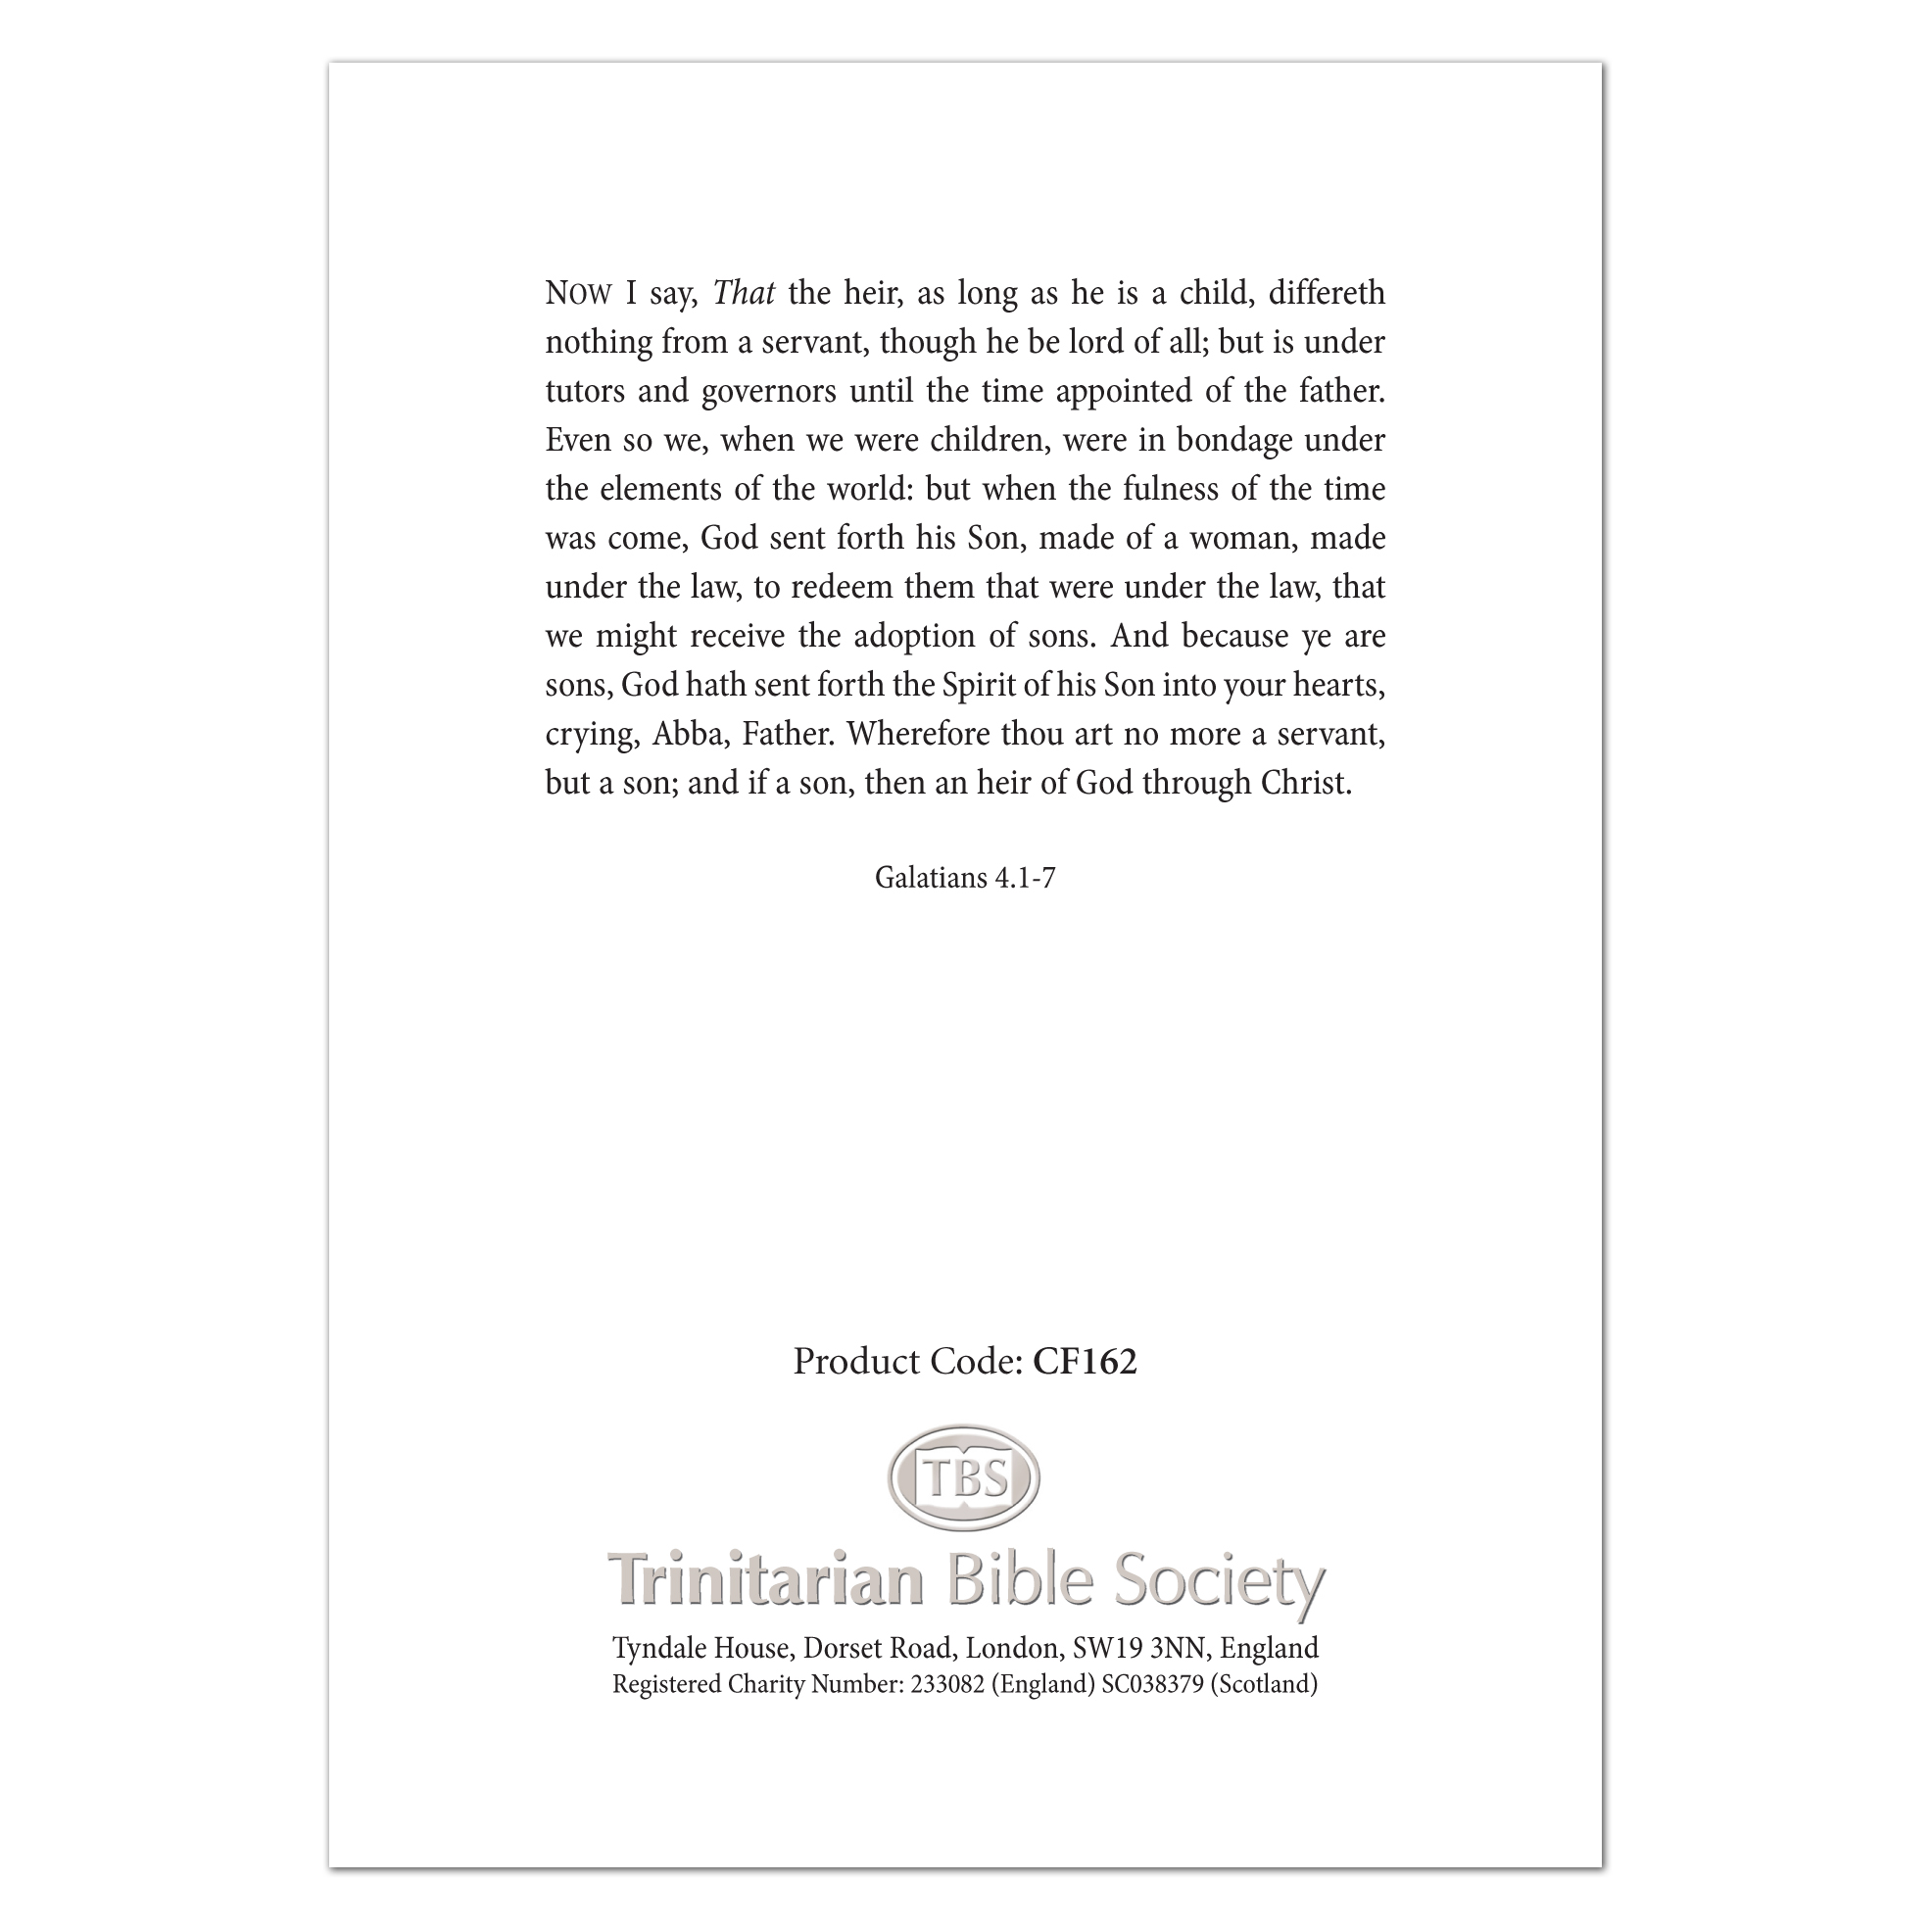 NOW I say, That the heir, as long as he is a child, differeth
nothing from a servant, though he be lord of all; but is under
tutors and governors until the time appointed of the father.
Even so we, when we were children, were in bondage under
the elements of the world: but when the fulness of the time
was come, God sent forth his Son, made of a woman, made
under the law, to redeem them that were under the law, that
we might receive the adoption of sons. And because ye are
sons, God hath sent forth the Spirit of his Son into your hearts,
crying, Abba, Father. Wherefore thou art no more a servant,
but a son; and if a son, then an heir of God through Christ.
Galatians 4.1-7
Product Code: CF162
TBS
Trinitarian Bible Society
Tyndale House, Dorset Road, London, SW19 3NN, England
Registered Charity Number: 233082 (England) SC038379 (Scotland)